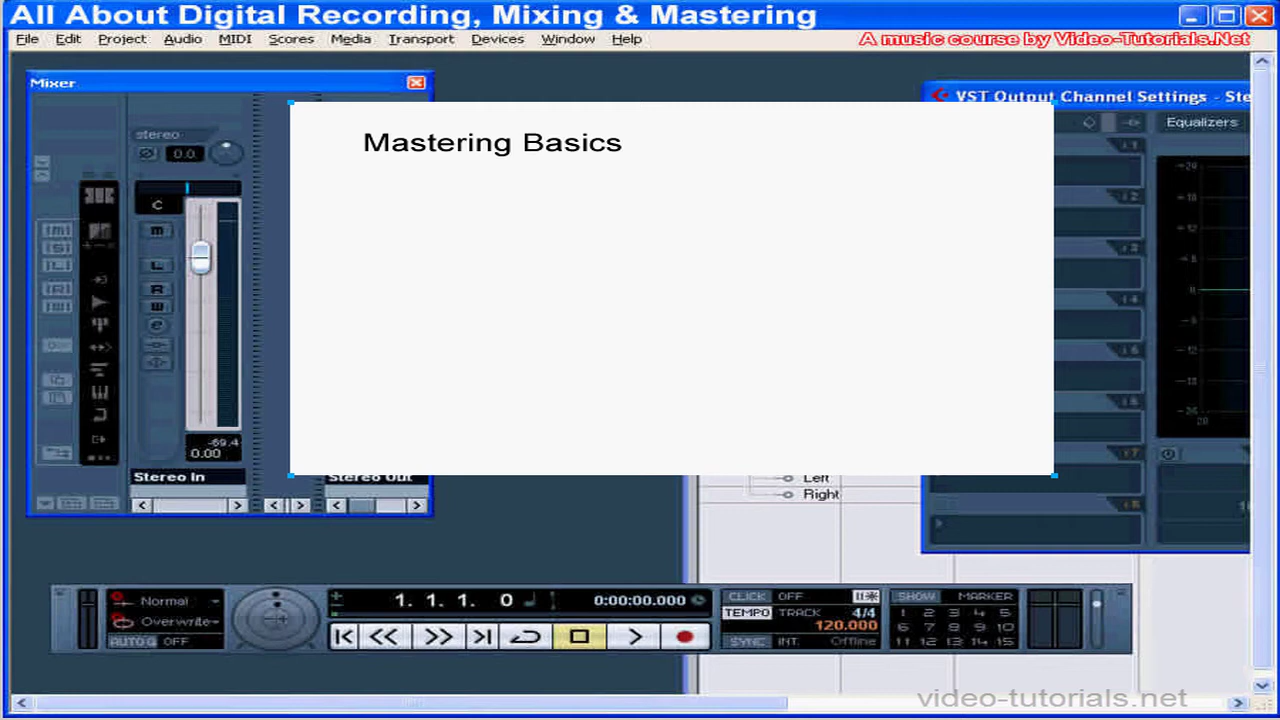 All About Digital Recording, Mixing & Mastering
File Edit Project Audio MIDI Scores Media Transport Devices Window Help
A music course by Video-Tutorials.Net
Mixer
VST Output Channel Settings - Ste
Mastering Basics
Equalizers
stereo
0.0.
C
-69.4
0.00
Stereo In
Stereo Out
Left
Right
Normal
Overwrite
AUTO Q OFF
1. 1. 1. 0
0:00:00.000
CLICK OFF
TEMPO TRACK 4/4
120.000
SYNC INT. Offline
SHOW MARKER
1 2 3 4 5
6 7 8 9 10
11 12 13 14 15
video-tutorials.net